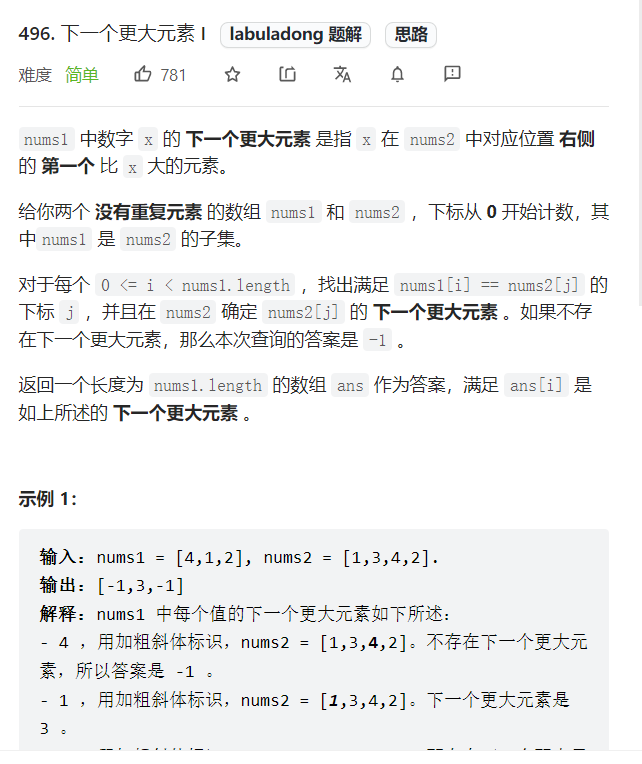 496. 下一个更大元素 I labuladong 题解 思路
难度 简单 781
nums1 中数字 x 的 下一个更大元素 是指 x 在 nums2 中对应位置 右侧
的 第一个 比 x 大的元素。
给你两个 没有重复元素 的数组 nums1 和 nums2 ，下标从 0 开始计数，其
中nums1 是 nums2 的子集。
对于每个 0 <= i < nums1.length ，找出满足 nums1[i] == nums2[j] 的
下标 j ，并且在 nums2 确定 nums2[j] 的 下一个更大元素 。如果不存
在下一个更大元素，那么本次查询的答案是 -1 。
返回一个长度为 nums1.length 的数组 ans 作为答案，满足 ans[i] 是
如上所述的 下一个更大元素 。
示例 1：
输入：nums1 = [4,1,2], nums2 = [1,3,4,2].
输出：[-1,3,-1]
解释：nums1 中每个值的下一个更大元素如下所述：
- 4 ，用加粗斜体标识，nums2 = [1,3,4,2]。不存在下一个更大元
素，所以答案是 -1 。
- 1 ，用加粗斜体标识，nums2 = [1,3,4,2]。下一个更大元素是
3 。